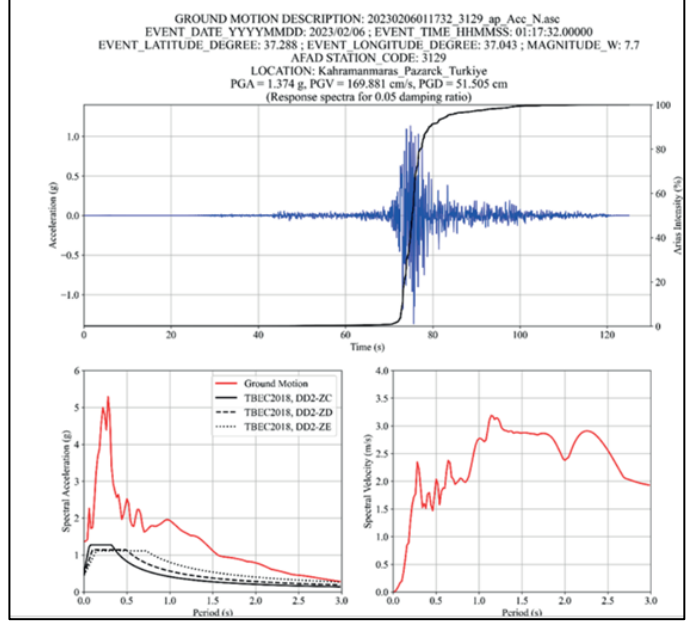 GROUND MOTION DESCRIPTION: 20230206011732_3129_ap_Acc_N.asc
EVENT_DATE_YYYYMMDD: 2023/02/06 ; EVENT_TIME_HHMMSS: 01:17:32.00000
EVENT_LATITUDE_DEGREE: 37.288 ; EVENT_LONGITUDE_DEGREE: 37.043 ; MAGNITUDE_W: 7.7
AFAD STATION_CODE: 3129
LOCATION: Kahramanmaras_Pazarck_Turkiye
PGA = 1.374 g, PGV = 169.881 cm/s, PGD = 51.505 cm
(Response spectra for 0.05 damping ratio)
Acceleration (g)
1.0
0.5
0.0
−0.5
−1.0
100
80
60
40
20
0
Arias Intensity (%)
0 20 40 60 80 100 120
Time (s)
Spectral Acceleration (g)
6
5
4
3
2
1
0
Ground Motion
TBEC2018, DD2-ZC
TBEC2018, DD2-ZD
TBEC2018, DD2-ZE
0.0 0.5 1.0 1.5 2.0 2.5 3.0
Period (s)
Spectral Velocity (m/s)
4.0
3.5
3.0
2.5
2.0
1.5
1.0
0.5
0.0
0.0 0.5 1.0 1.5 2.0 2.5 3.0
Period (s)